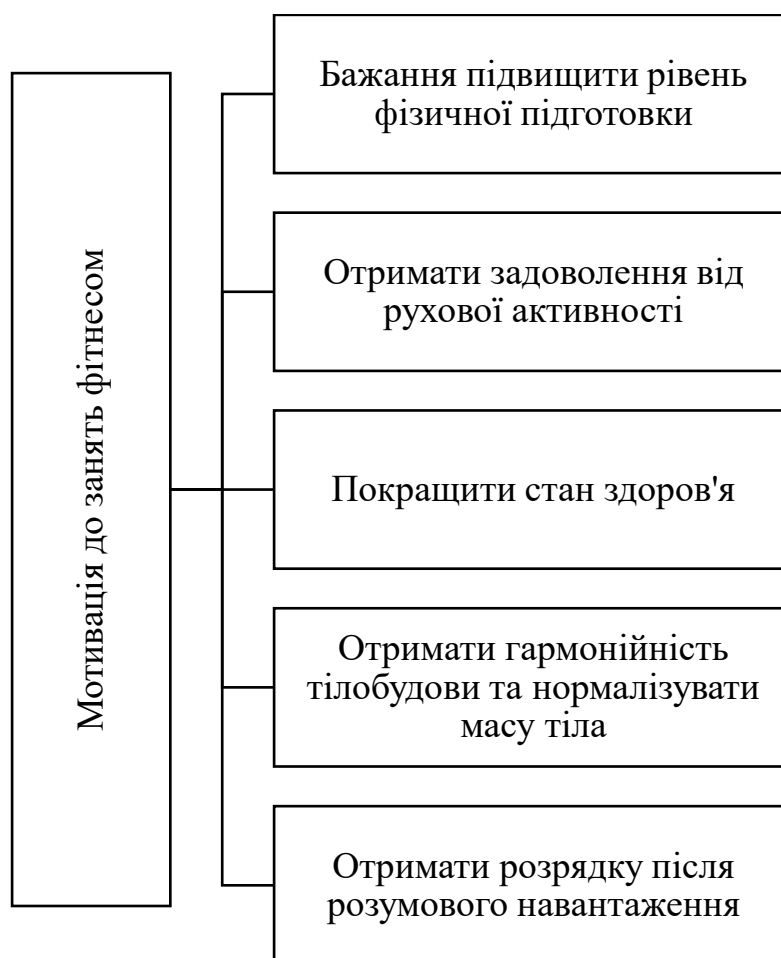 Мотивація до занять фітнесом
Бажання підвищити рівень
фізичної підготовки
Отримати задоволення від
рухової активності
Покращити стан здоров'я
Отримати гармонійність
тілобудови та нормалізувати
масу тіла
Отримати розрядку після
розумового навантаження